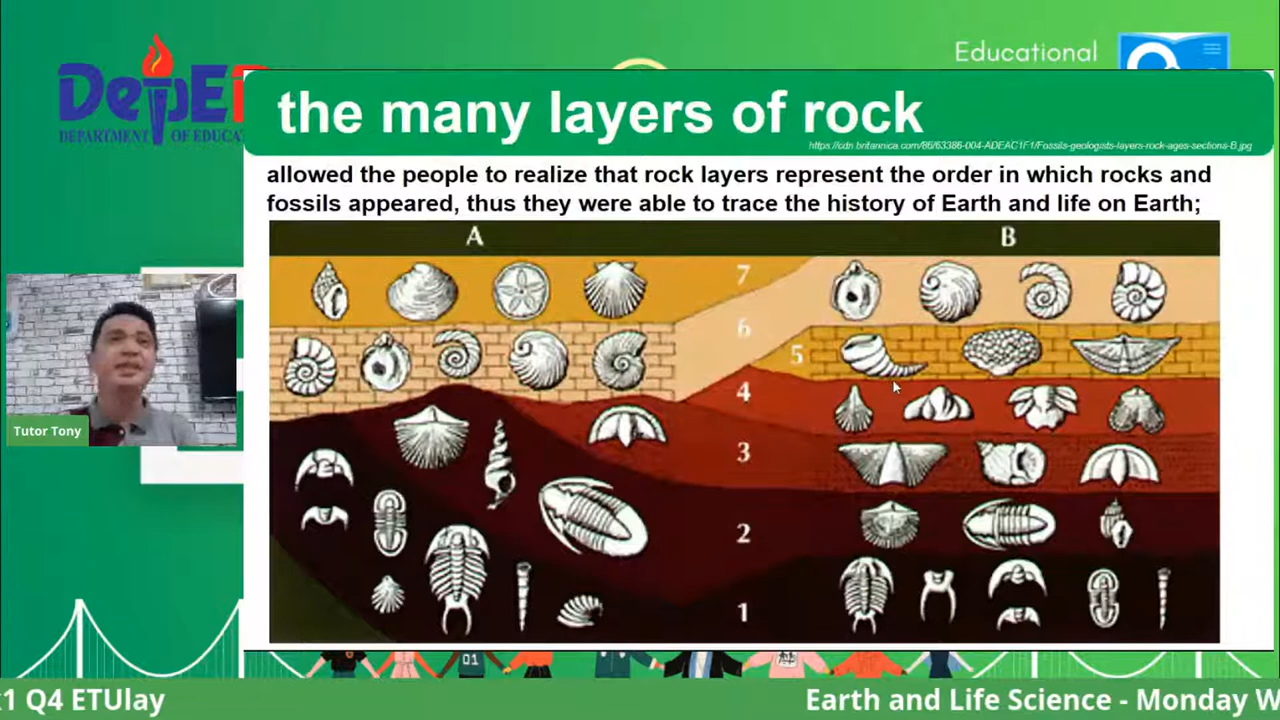 Educational
DepEd
DEPARTMENT OF EDUCA
the many layers of rock
https://cdn.britannica.com/86/63386-004-ADEAC1F1/Fossils-geologists-layers-rock-ages-sections-B.jpg
allowed the people to realize that rock layers represent the order in which rocks and
fossils appeared, thus they were able to trace the history of Earth and life on Earth;
A B
7
6
5
4
3
2
1
Tutor Tony
01
1 Q4 ETUlay
Earth and Life Science - Monday W